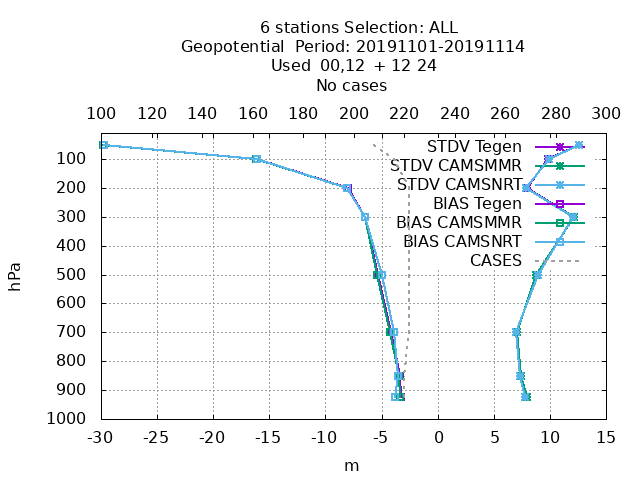 6 stations Selection: ALL
Geopotential Period: 20191101-20191114
Used 00,12 + 12 24
No cases
100 120 140 160 180 200 220 240 260 280 300
STDV Tegen
STDV CAMSMMR
STDV CAMSNRT
BIAS Tegen
BIAS CAMSMMR
BIAS CAMSNRT
CASES
hPa
100
200
300
400
500
600
700
800
900
1000
-30 -25 -20 -15 -10 -5 0 5 10 15
m